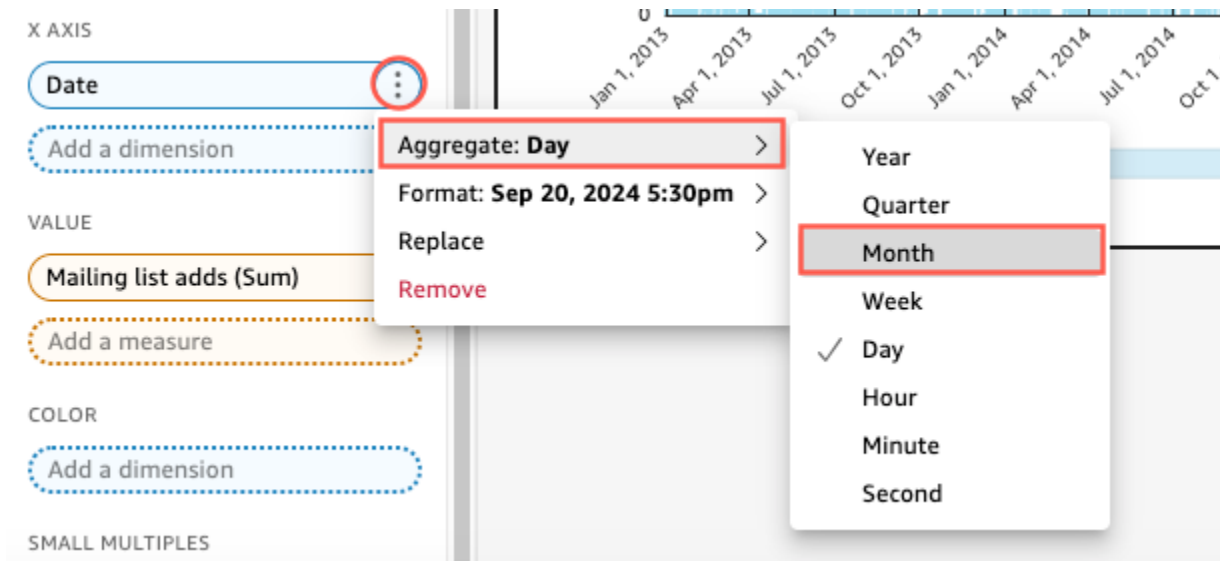 X AXIS
Date
Add a dimension
VALUE
Mailing list adds (Sum)
Add a measure
COLOR
Add a dimension
SMALL MULTIPLES
0
Jan 1, 2013
Apr 1, 2013
Jul 1, 2013
Oct 1, 2013
Jan 1, 2014
Apr 1, 2014
Jul 1, 2014
Oct 1
Aggregate: Day
Format: Sep 20, 2024 5:30pm
Replace
Remove
Year
Quarter
Month
Week
Day
Hour
Minute
Second